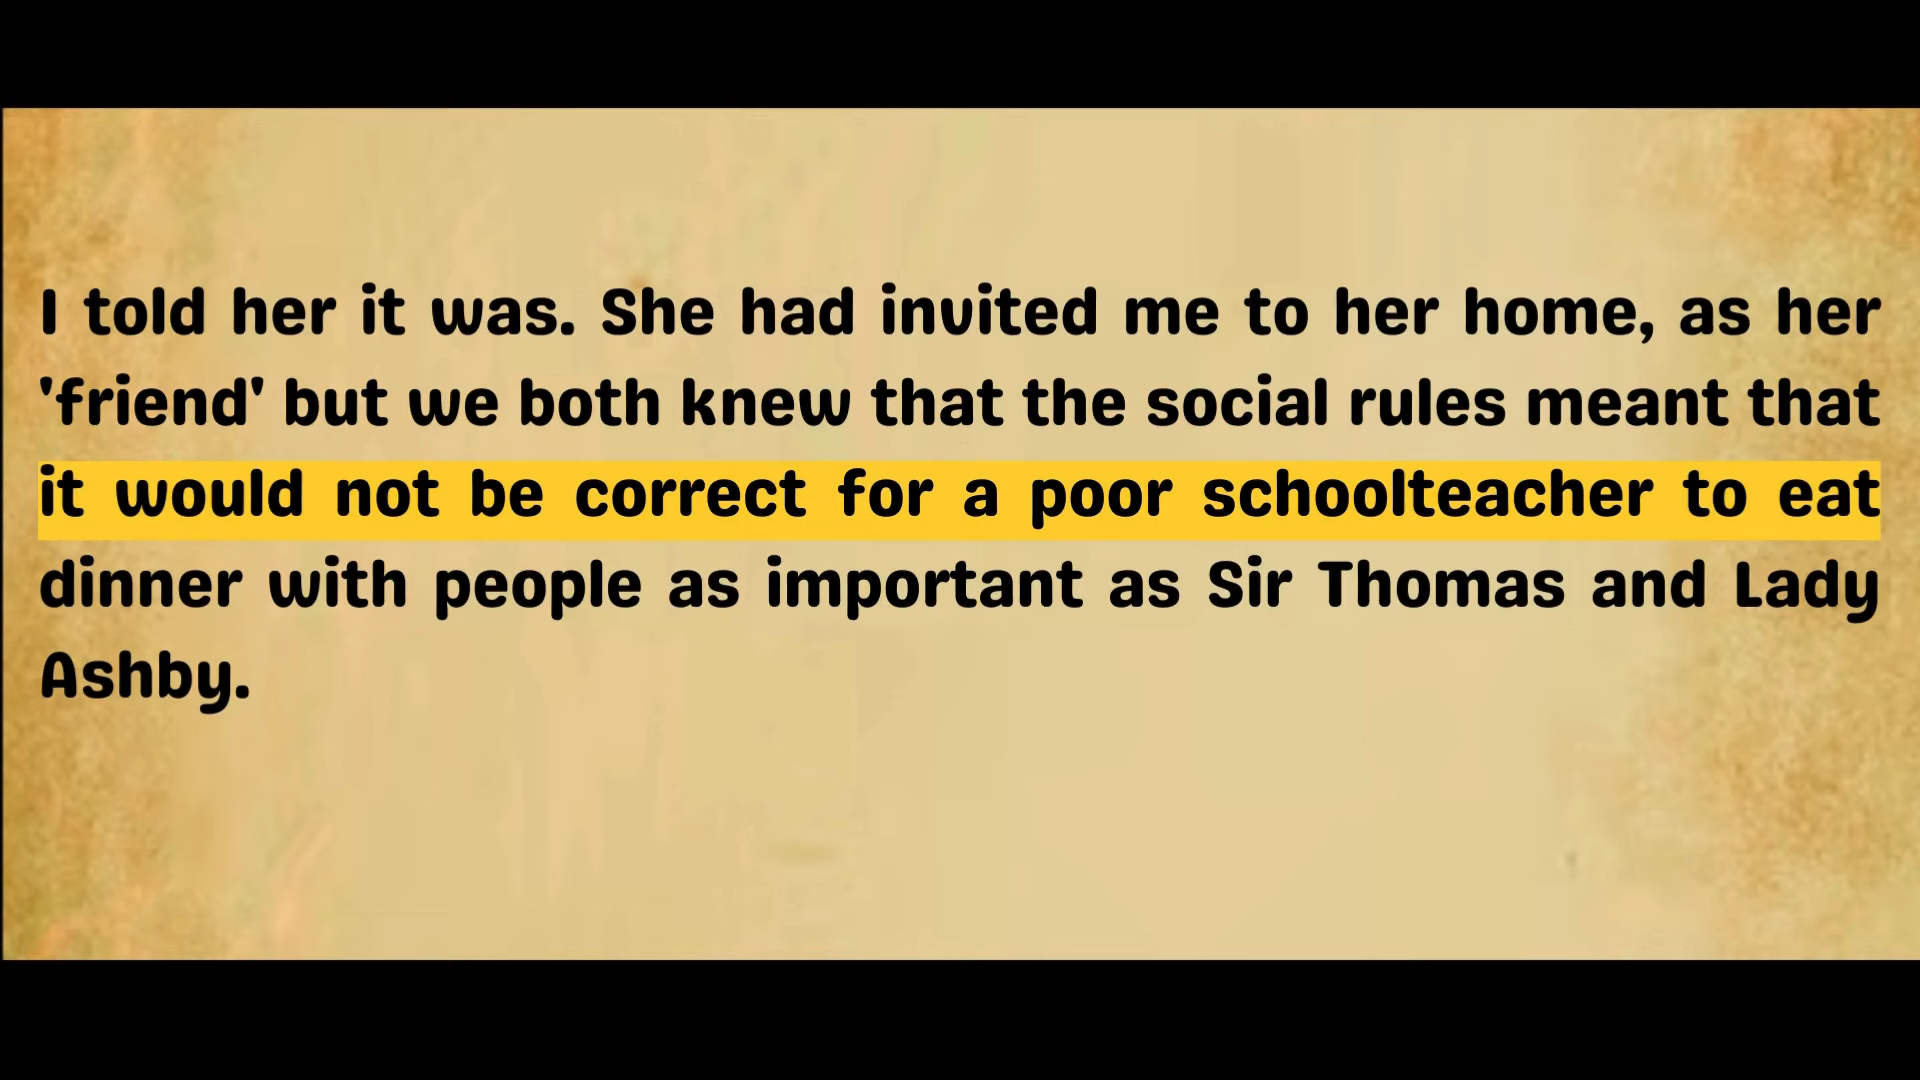 I told her it was. She had invited me to her home, as her
'friend' but we both knew that the social rules meant that
it would not be correct for a poor schoolteacher to eat
dinner with people as important as Sir Thomas and Lady
Ashby.